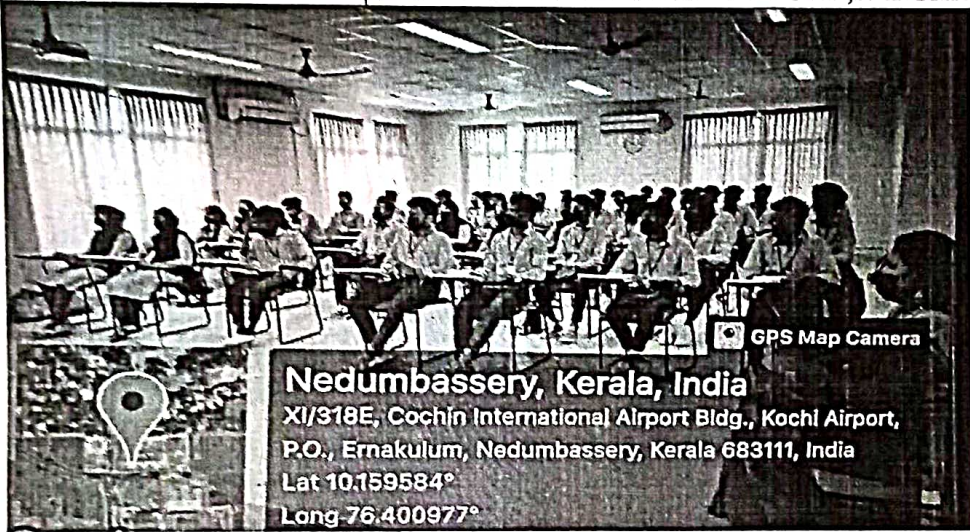 GPS Map Camera
Nedumbassery, Kerala, India
XI/318E, Cochin International Airport Bldg., Kochi Airport,
P.O., Ernakulum, Nedumbassery, Kerala 683111, India
Lat 10.159584°
Long 76.400977°